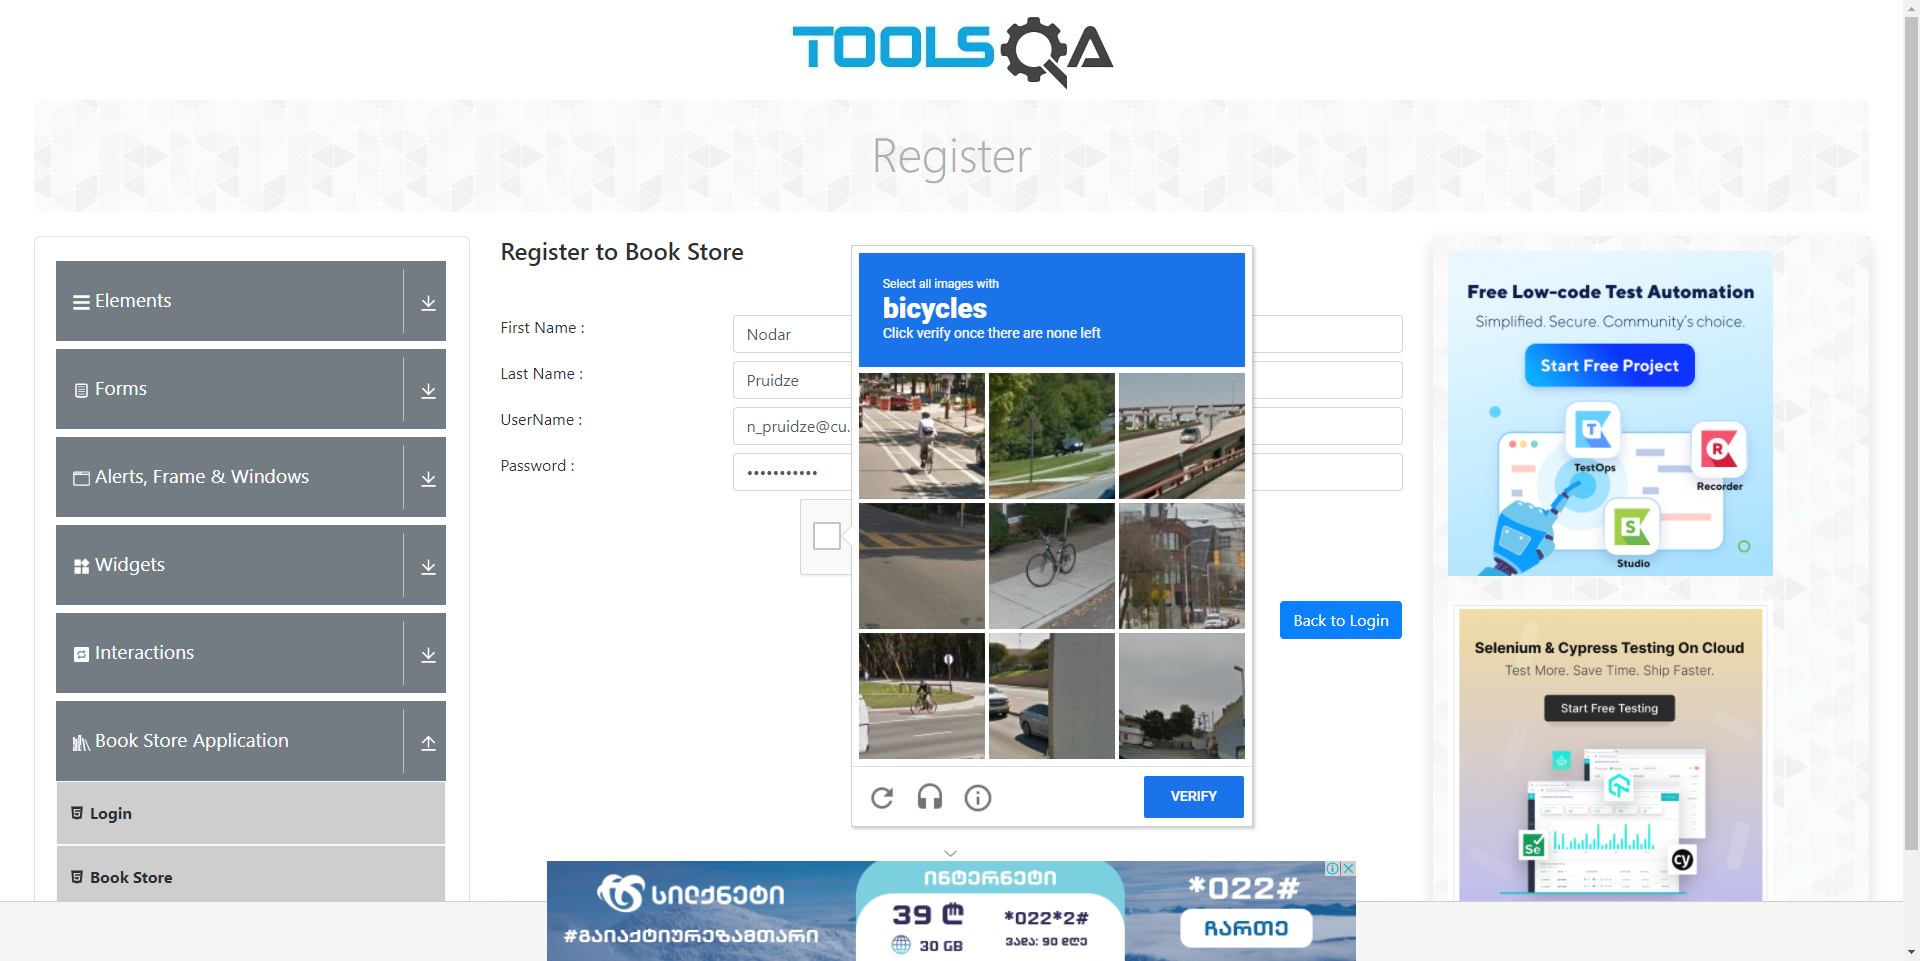 TOOLSQA
Register
Elements
Forms
Alerts, Frame & Windows
Widgets
Interactions
Book Store Application
Login
Book Store
Register to Book Store
First Name :
Nodar
Last Name :
Pruidze
UserName :
n_pruidze@cu.
Password :
•••••••••••
Select all images with
bicycles
Click verify once there are none left
VERIFY
Back to Login
Free Low-code Test Automation
Simplified. Secure. Community's choice.
Start Free Project
TestOps
Recorder
Studio
Selenium & Cypress Testing On Cloud
Test More. Save Time. Ship Faster.
Start Free Testing
Se
cy
სილქნეტი
#გაიაქტიურეზამთარი
ინტერნეტი
39 ₾
30 GB
*022*2#
ვადა: 90 დღე
*022#
ჩართე